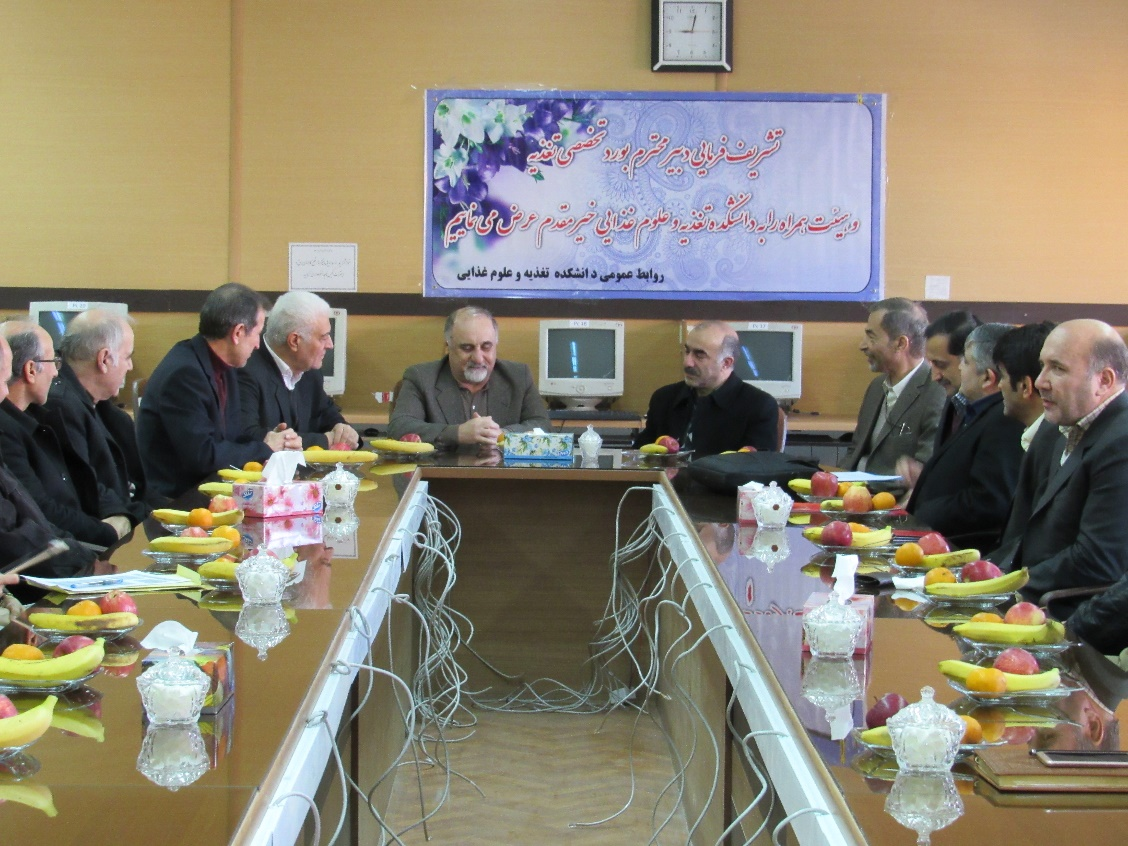 تشریف فرمایی دبیر محترم بورد تخصصی تغذیه
و هیئت همراه را به دانشکده تغذیه و علوم غذایی خیر مقدم عرض می نماییم
روابط عمومی دانشکده تغذیه و علوم غذایی